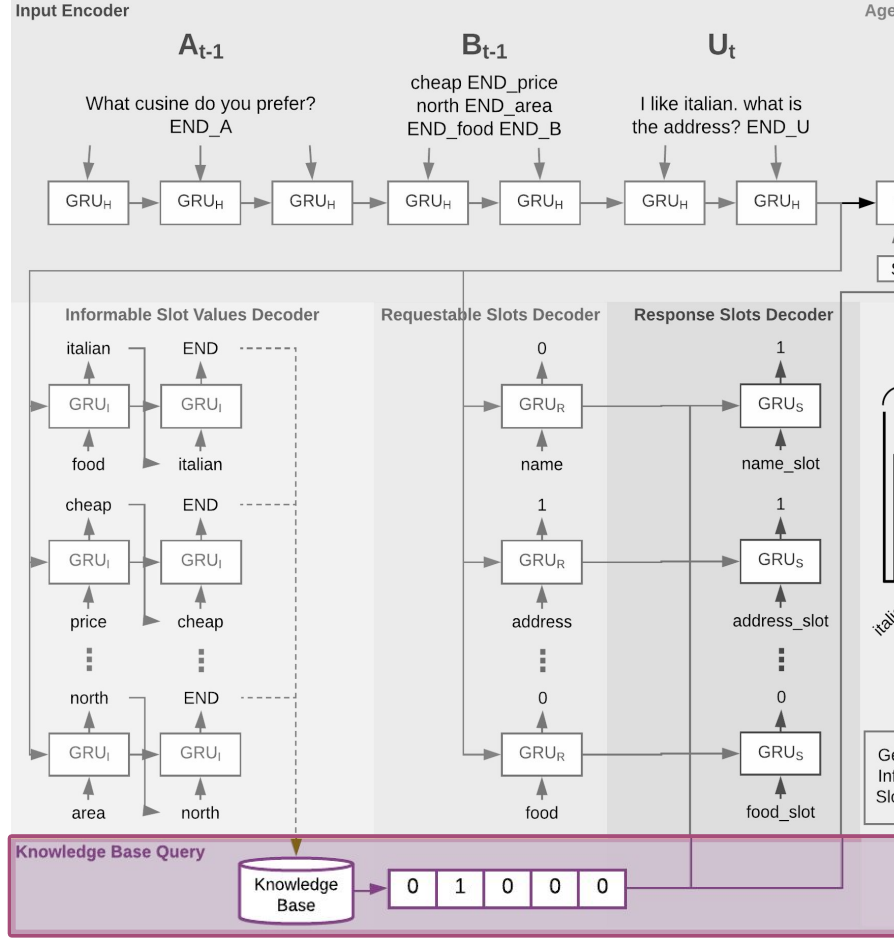 Input Encoder
Age
At-1
Bt-1
Ut
What cusine do you prefer?
END_A
cheap END_price
north END_area
END_food END_B
I like italian. what is
the address? END_U
GRUH GRUH GRUH GRUH GRUH GRUH GRUH
Informable Slot Values Decoder
Requestable Slots Decoder
Response Slots Decoder
italian END 0 1
GRUI GRUI GRUR GRUS
food italian name name_slot
cheap END 1 1
GRUI GRUI GRUR GRUS
price cheap address address_slot
itali
north END 0 0
GRUI GRUI GRUR GRUS
area north food food_slot
Ge
Inf
Slo
Knowledge Base Query
Knowledge
Base
0 1 0 0 0